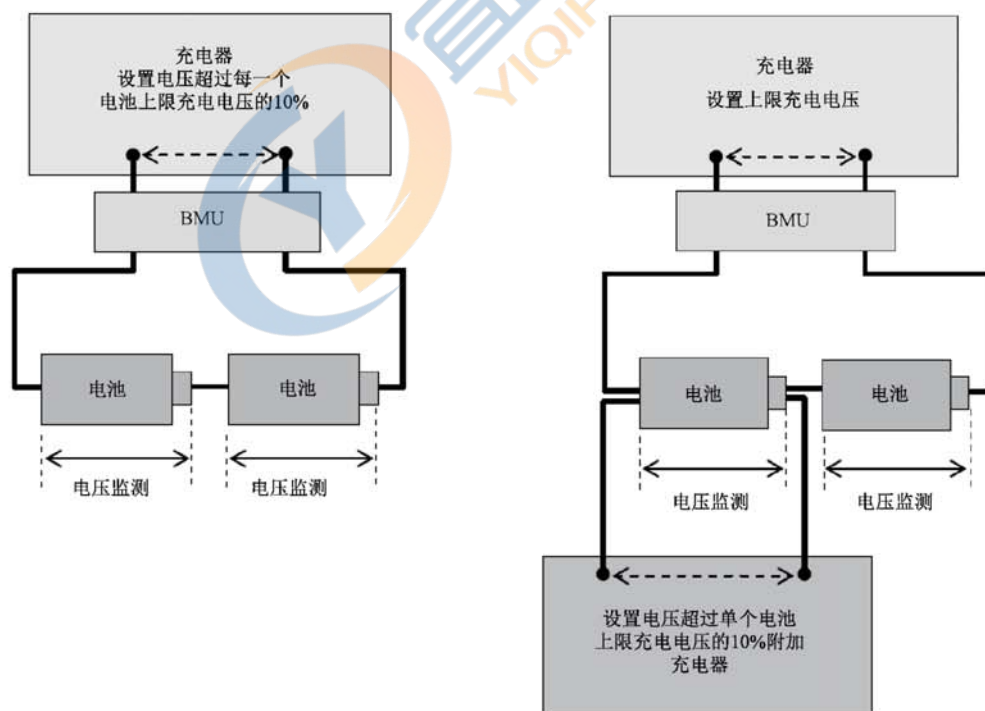 充电器
设置电压超过每一个
电池上限充电电压的10%
BMU
电池
电池
电压监测
电压监测
充电器
设置上限充电电压
BMU
电池
电池
电压监测
电压监测
设置电压超过单个电池
上限充电电压的10%附加
充电器